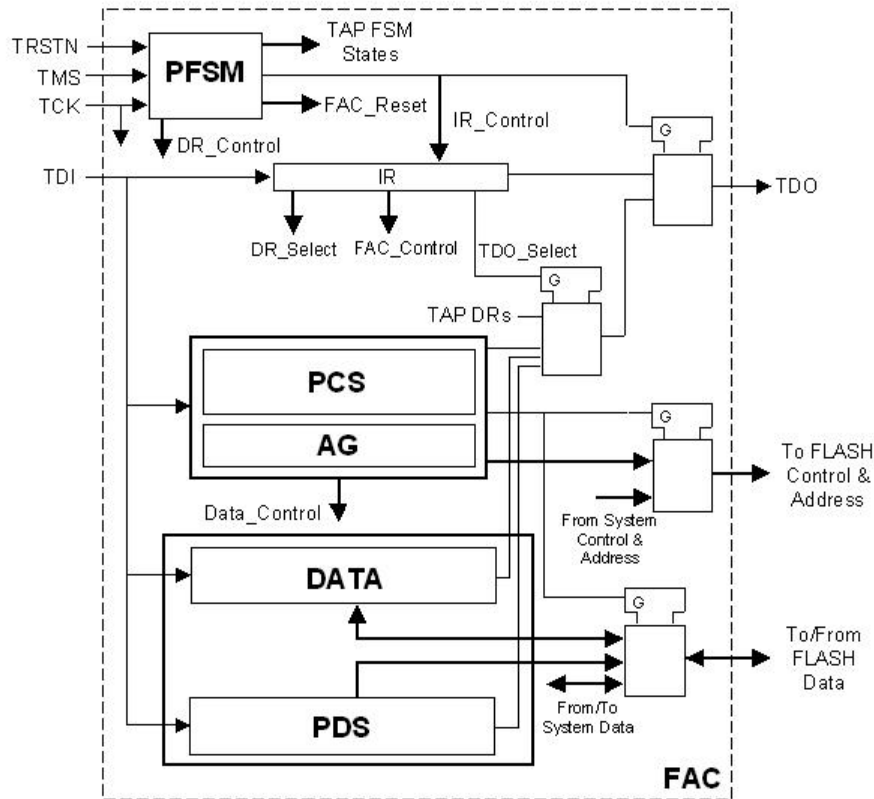 TRSTN
TMS
TCK
PFSM
TAP FSM
States
FAC_Reset
IR_Control
DR_Control
G
TDI
IR
TDO
DR_Select
FAC_Control
TDO_Select
G
TAP DRs
PCS
AG
G
To FLASH
Control &
Address
From System
Control &
Address
Data_Control
DATA
G
To/From
FLASH
Data
From/To
System Data
PDS
FAC